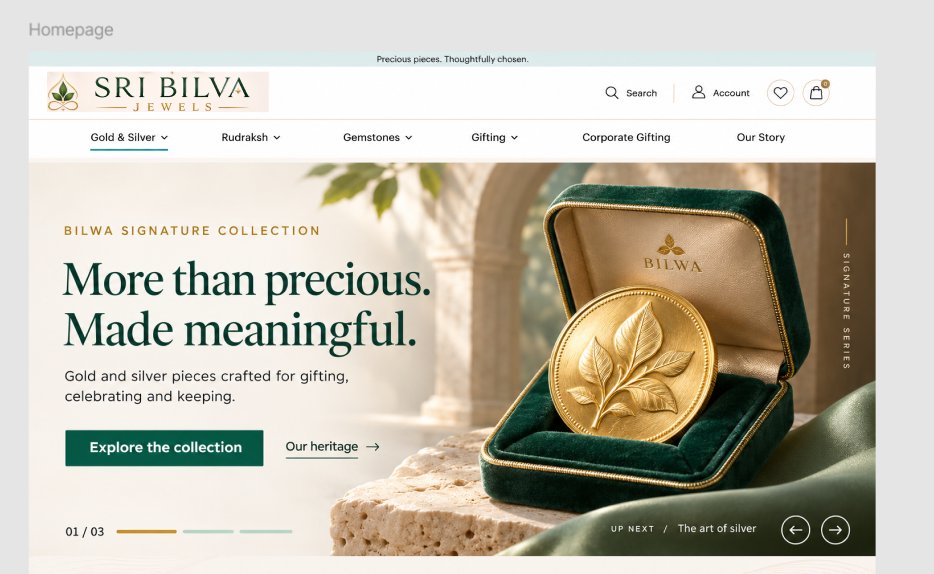 Homepage
Precious pieces. Thoughtfully chosen.
SRI BILVA
JEWELS
Search
Account
0
Gold & Silver
Rudraksh
Gemstones
Gifting
Corporate Gifting
Our Story
BILWA SIGNATURE COLLECTION
More than precious.
Made meaningful.
Gold and silver pieces crafted for gifting,
celebrating and keeping.
Explore the collection
Our heritage
BILWA
SIGNATURE SERIES
01 / 03
UP NEXT / The art of silver